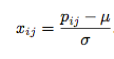 x_{ij} = \frac{p_{ij} - \mu}{\sigma}